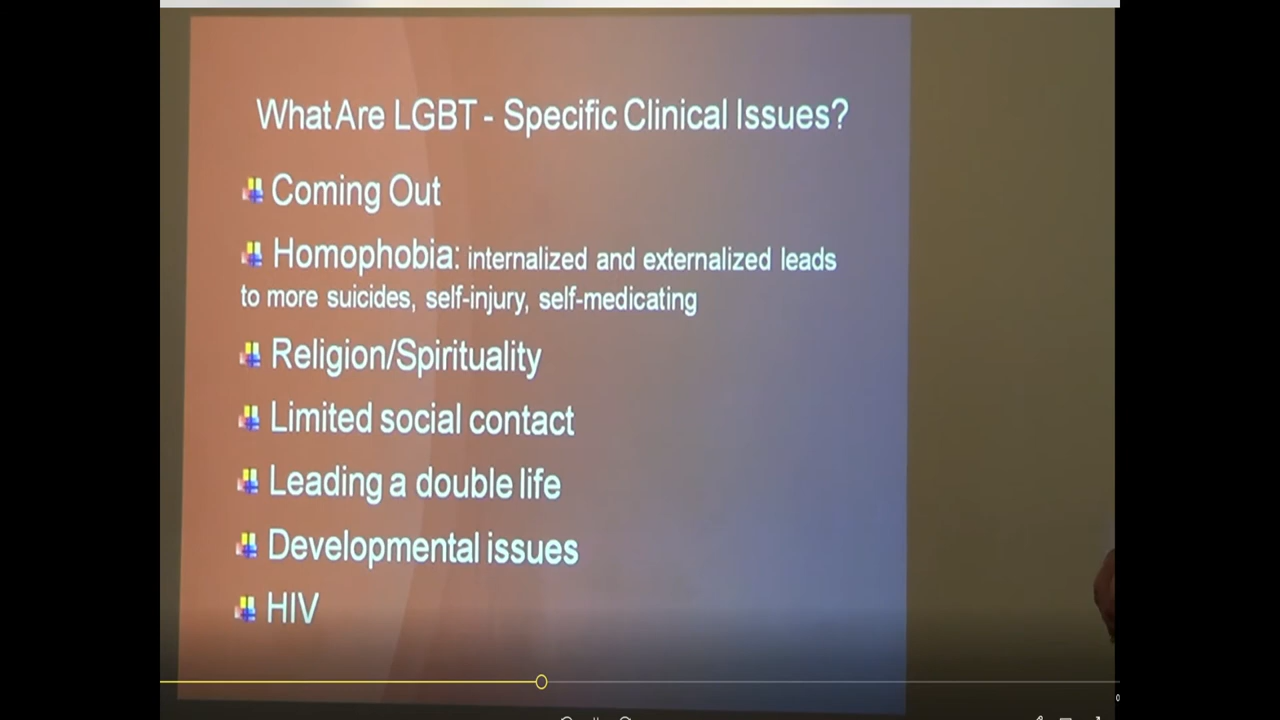 What Are LGBT - Specific Clinical Issues?
Coming Out
Homophobia: internalized and externalized leads
to more suicides, self-injury, self-medicating
Religion/Spirituality
Limited social contact
Leading a double life
Developmental issues
HIV
0